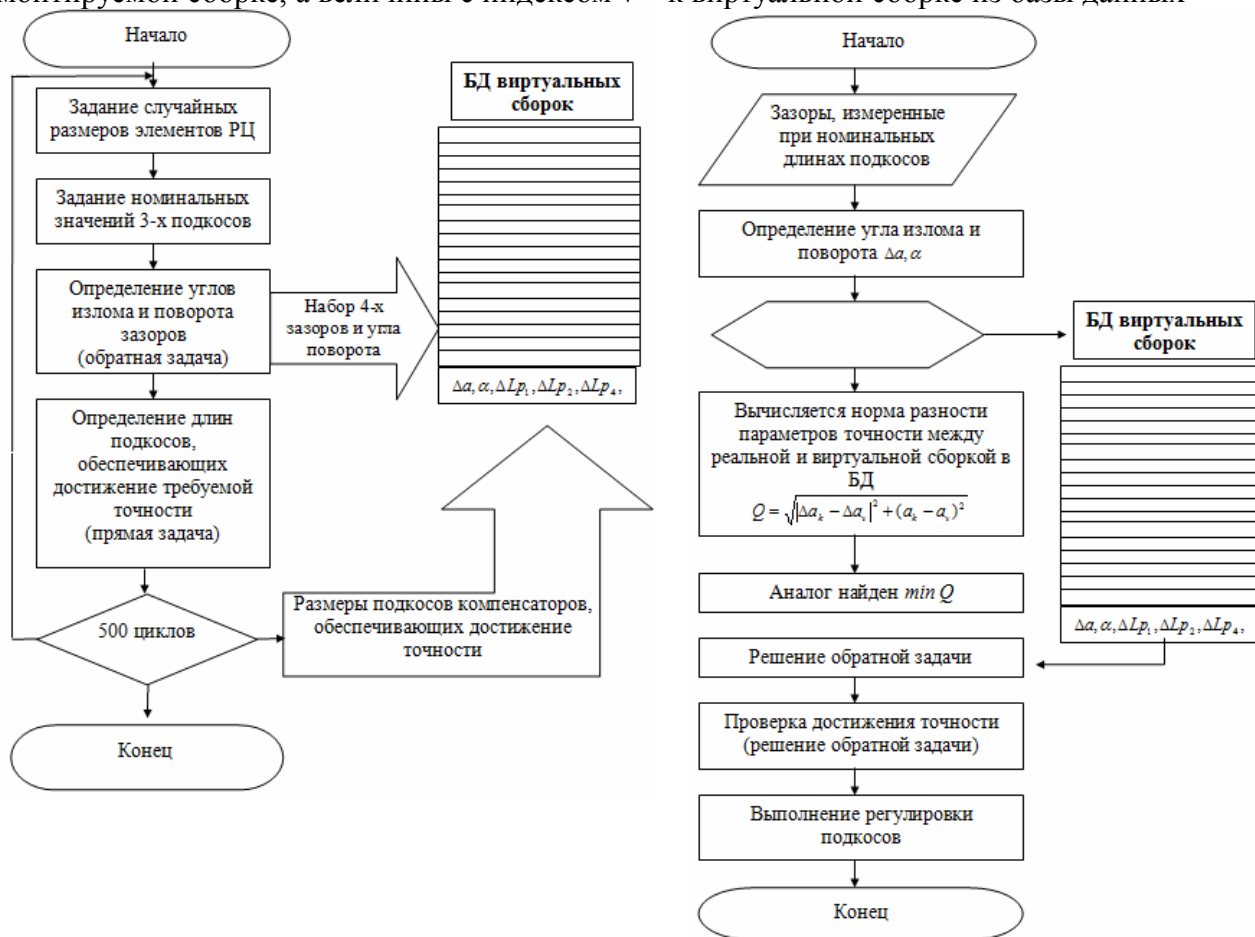 монтируемой сборке, а величины с индексом v – к виртуальной сборке из базы данных
Начало
Задание случайных
размеров элементов РЦ
Задание номинальных
значений 3-х подкосов
Определение углов
излома и поворота
зазоров
(обратная задача)
Набор 4-х
зазоров и угла
поворота
БД виртуальных
сборок
Δa, α, ΔLp₁, ΔLp₂, ΔLp₄,
Определение длин
подкосов,
обеспечивающих
достижение требуемой
точности
(прямая задача)
500 циклов
Размеры подкосов компенсаторов,
обеспечивающих достижение
точности
Конец
Начало
Зазоры, измеренные
при номинальных
длинах подкосов
Определение угла излома и
поворота Δa, α
БД виртуальных
сборок
Δa, α, ΔLp₁, ΔLp₂, ΔLp₄,
Вычисляется норма разности
параметров точности между
реальной и виртуальной сборкой в
БД
Q = √|Δa_k − Δa_v|² + (a_k − a_v)²
Аналог найден min Q
Решение обратной задачи
Проверка достижения точности
(решение обратной задачи)
Выполнение регулировки
подкосов
Конец